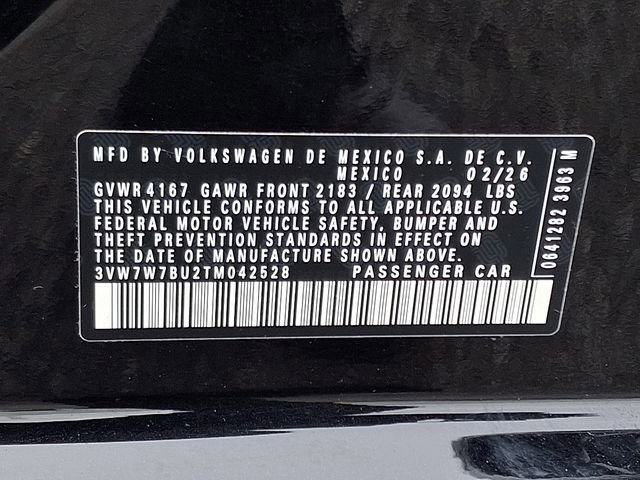 MFD BY VOLKSWAGEN DE MEXICO S.A. DE C.V.
MEXICO 02/26
GVWR 4167 GAWR FRONT 2183 / REAR 2094 LBS
THIS VEHICLE CONFORMS TO ALL APPLICABLE U.S.
FEDERAL MOTOR VEHICLE SAFETY, BUMPER AND
THEFT PREVENTION STANDARDS IN EFFECT ON
THE DATE OF MANUFACTURE SHOWN ABOVE.
3VW7W7BU2TM042528 PASSENGER CAR
0641282 3963 M